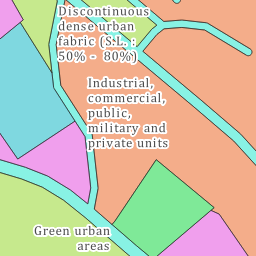 Discontinuous
dense urban
fabric (S.L. :
50% - 80%)
Industrial,
commercial,
public,
military and
private units
Green urban
areas